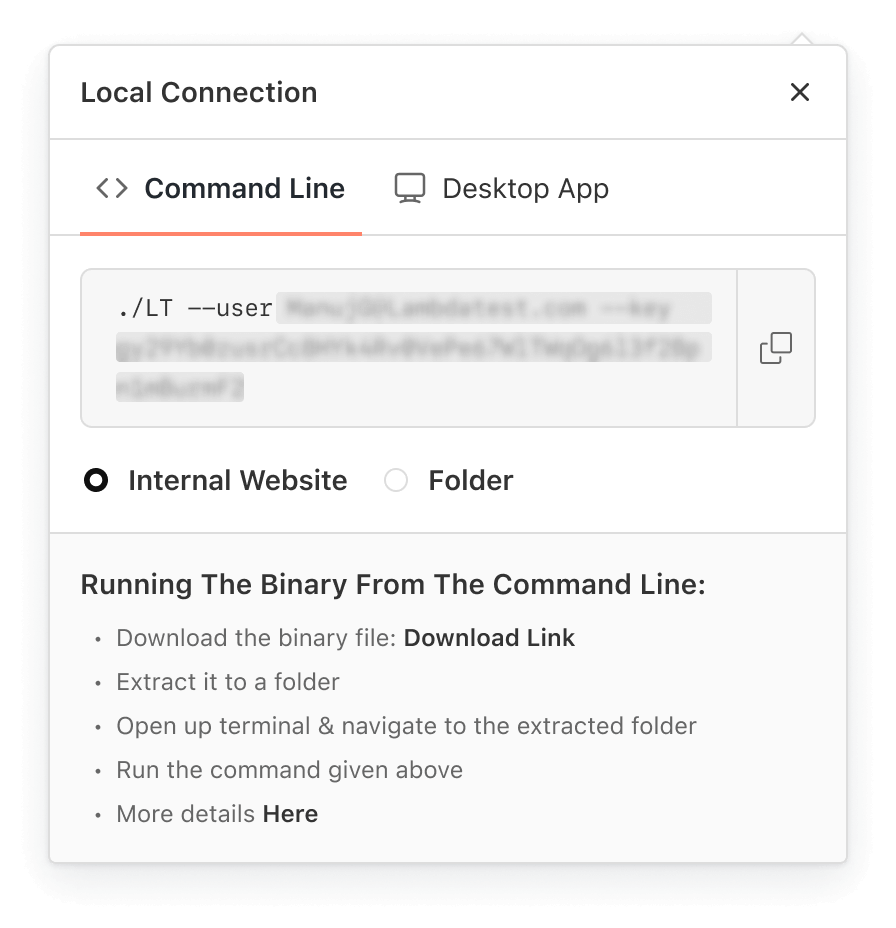 Local Connection
Command Line
Desktop App
./LT --user
Internal Website
Folder
Running The Binary From The Command Line:
• Download the binary file: Download Link
• Extract it to a folder
• Open up terminal & navigate to the extracted folder
• Run the command given above
• More details Here